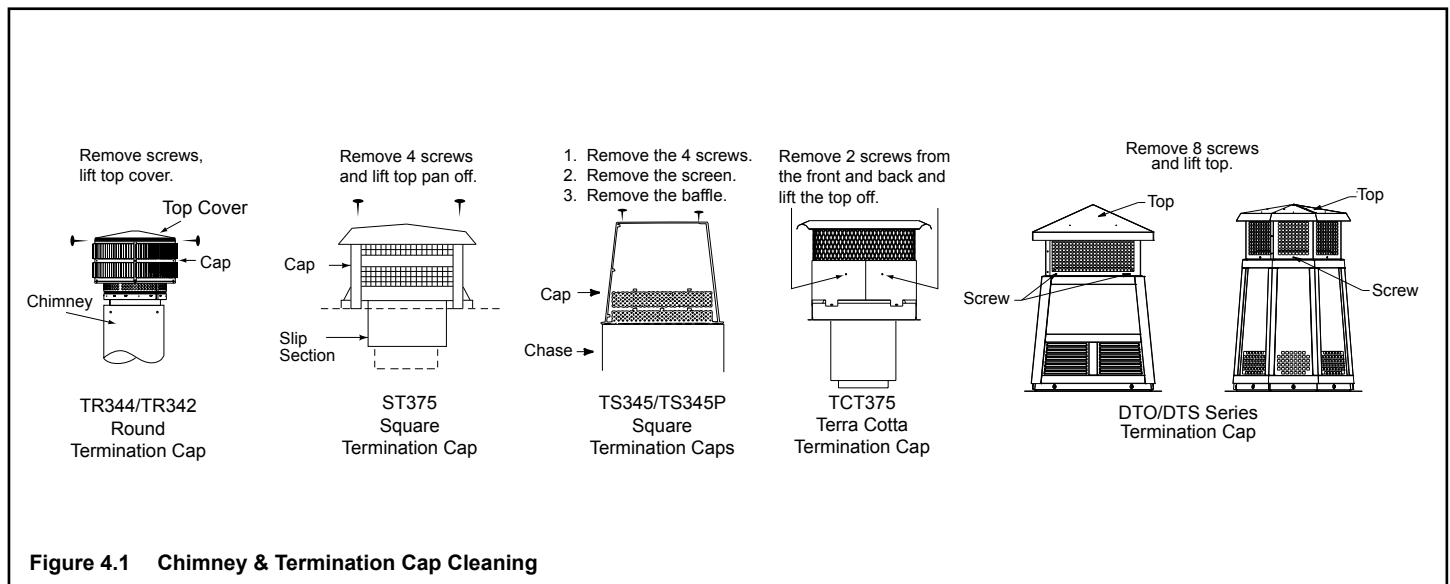 Remove screws,
lift top cover.
Top Cover
Cap
Chimney
TR344/TR342
Round
Termination Cap
Remove 4 screws
and lift top pan off.
Cap
Slip
Section
ST375
Square
Termination Cap
1. Remove the 4 screws.
2. Remove the screen.
3. Remove the baffle.
Cap
Chase
TS345/TS345P
Square
Termination Caps
Remove 2 screws from
the front and back and
lift the top off.
TCT375
Terra Cotta
Termination Cap
Remove 8 screws
and lift top.
Top
Top
Screw
Screw
DTO/DTS Series
Termination Cap
Figure 4.1 Chimney & Termination Cap Cleaning